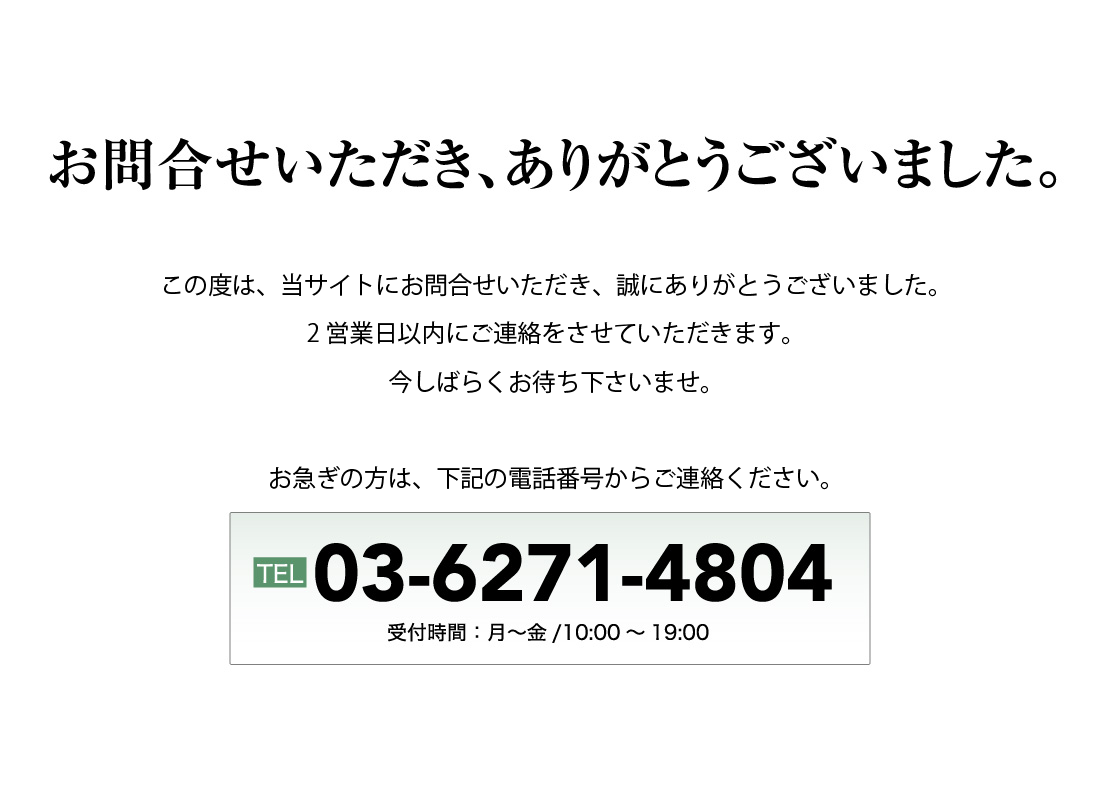 お問合せいただき、ありがとうございました。
この度は、当サイトにお問合せいただき、誠にありがとうございました。
2 営業日以内にご連絡をさせていただきます。
今しばらくお待ち下さいませ。
お急ぎの方は、下記の電話番号からご連絡ください。
TEL 03-6271-4804
受付時間：月〜金 /10:00 〜 19:00